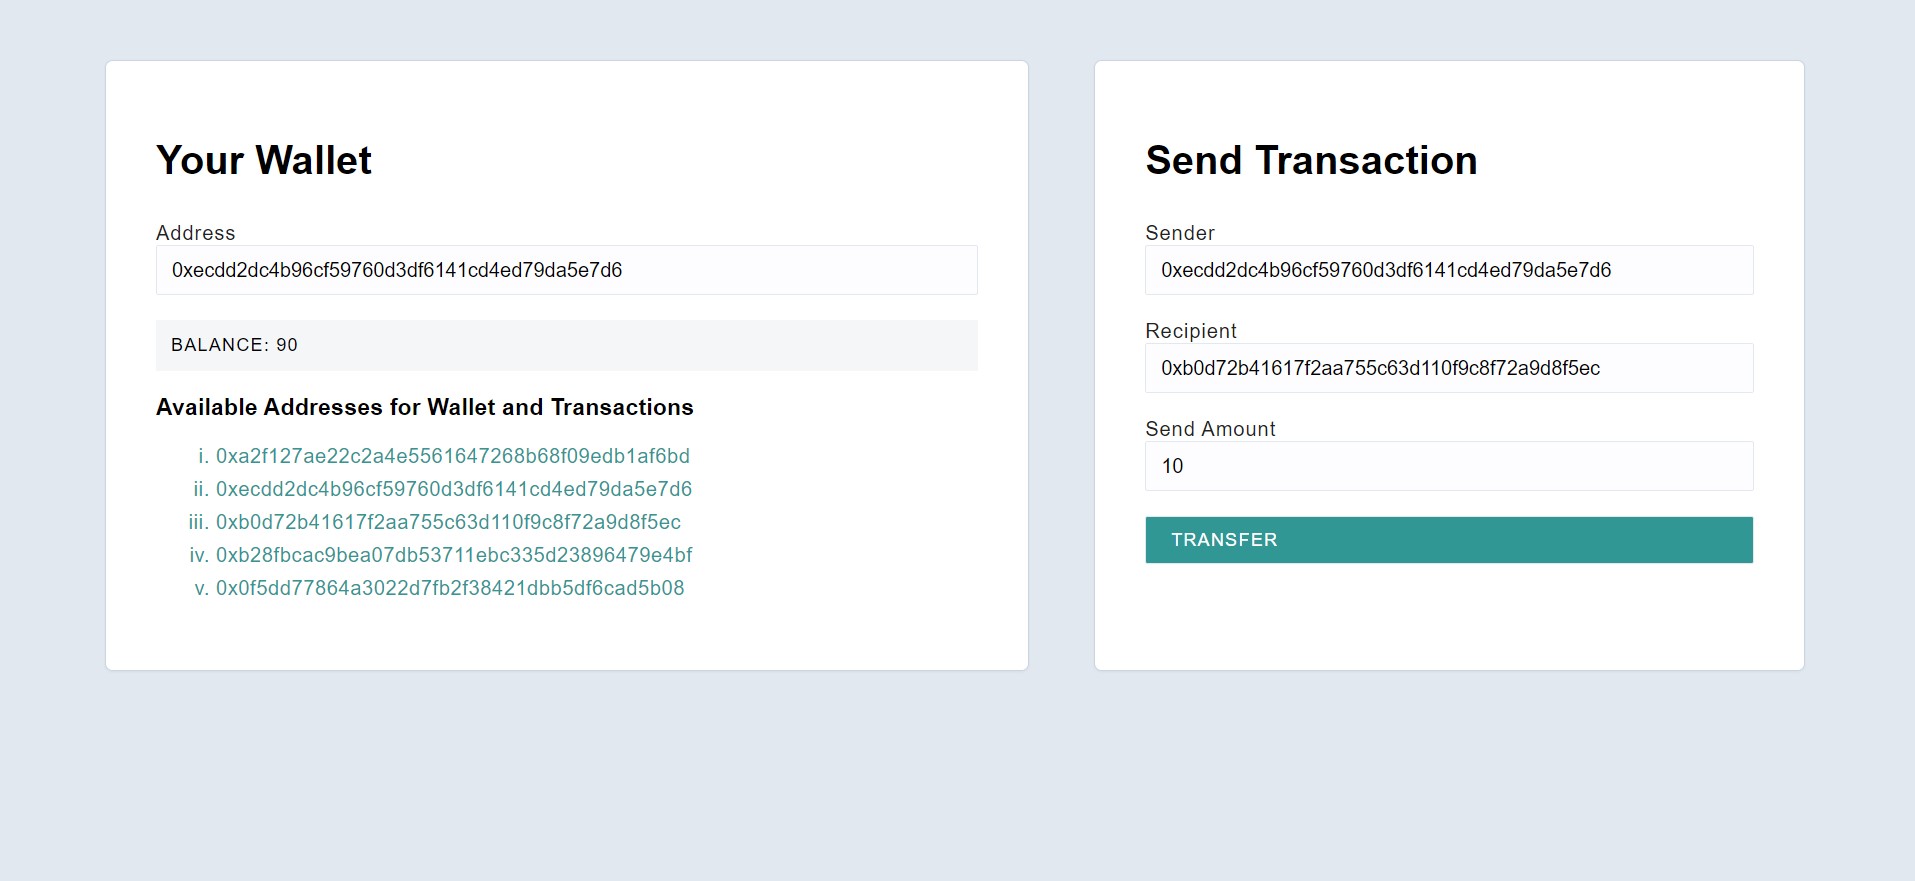 Your Wallet
Address
0xecdd2dc4b96cf59760d3df6141cd4ed79da5e7d6
BALANCE: 90
Available Addresses for Wallet and Transactions
i. 0xa2f127ae22c2a4e5561647268b68f09edb1af6bd
ii. 0xecdd2dc4b96cf59760d3df6141cd4ed79da5e7d6
iii. 0xb0d72b41617f2aa755c63d110f9c8f72a9d8f5ec
iv. 0xb28fbcac9bea07db53711ebc335d23896479e4bf
v. 0x0f5dd77864a3022d7fb2f38421dbb5df6cad5b08
Send Transaction
Sender
0xecdd2dc4b96cf59760d3df6141cd4ed79da5e7d6
Recipient
0xb0d72b41617f2aa755c63d110f9c8f72a9d8f5ec
Send Amount
10
TRANSFER